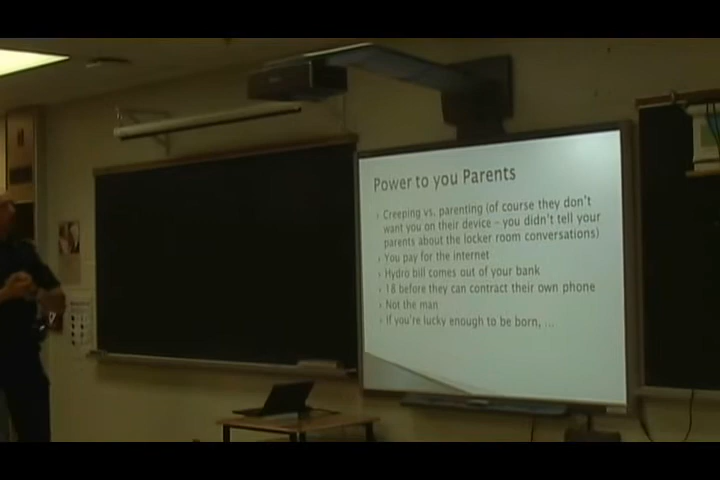 Power to you Parents
Creeping vs. parenting (of course they don't
want you on their device – you didn't tell your
parents about the locker room conversations)
You pay for the internet
Hydro bill comes out of your bank
18 before they can contract their own phone
Not the man
If you're lucky enough to be born, ...